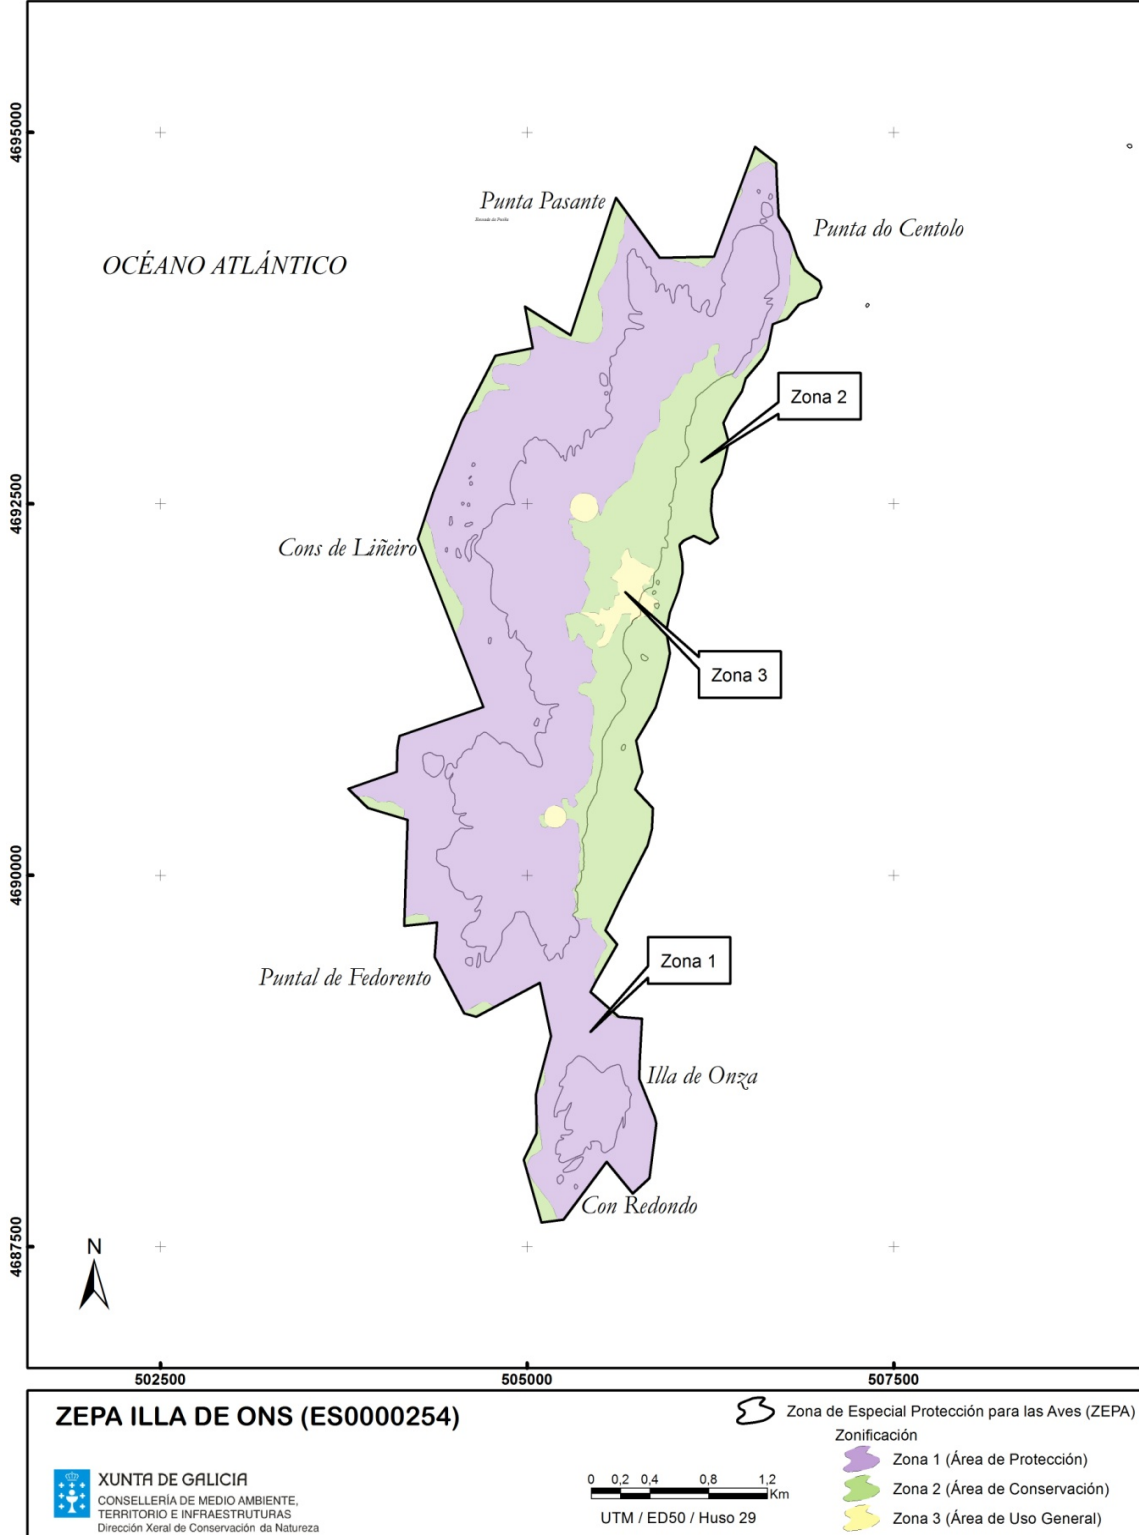 4695000
Punta Pasante
Punta do Centolo
OCÉANO ATLÁNTICO
Zona 2
4692500
Cons de Liñeiro
Zona 3
4690000
Zona 1
Puntal de Fedorento
Illa de Onza
Con Redondo
4687500
N
502500 505000 507500
ZEPA ILLA DE ONS (ES0000254)
XUNTA DE GALICIA
CONSELLERÍA DE MEDIO AMBIENTE,
TERRITORIO E INFRAESTRUTURAS
Dirección Xeral de Conservación da Natureza
0 0,2 0,4 0,8 1,2
Km
UTM / ED50 / Huso 29
Zona de Especial Protección para las Aves (ZEPA)
Zonificación
Zona 1 (Área de Protección)
Zona 2 (Área de Conservación)
Zona 3 (Área de Uso General)